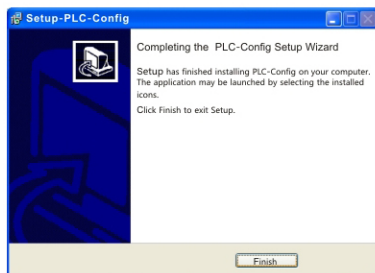 Setup-PLC-Config
Completing the PLC-Config Setup Wizard
Setup has finished installing PLC-Config on your computer.
The application may be launched by selecting the installed
icons.
Click Finish to exit Setup.
Finish